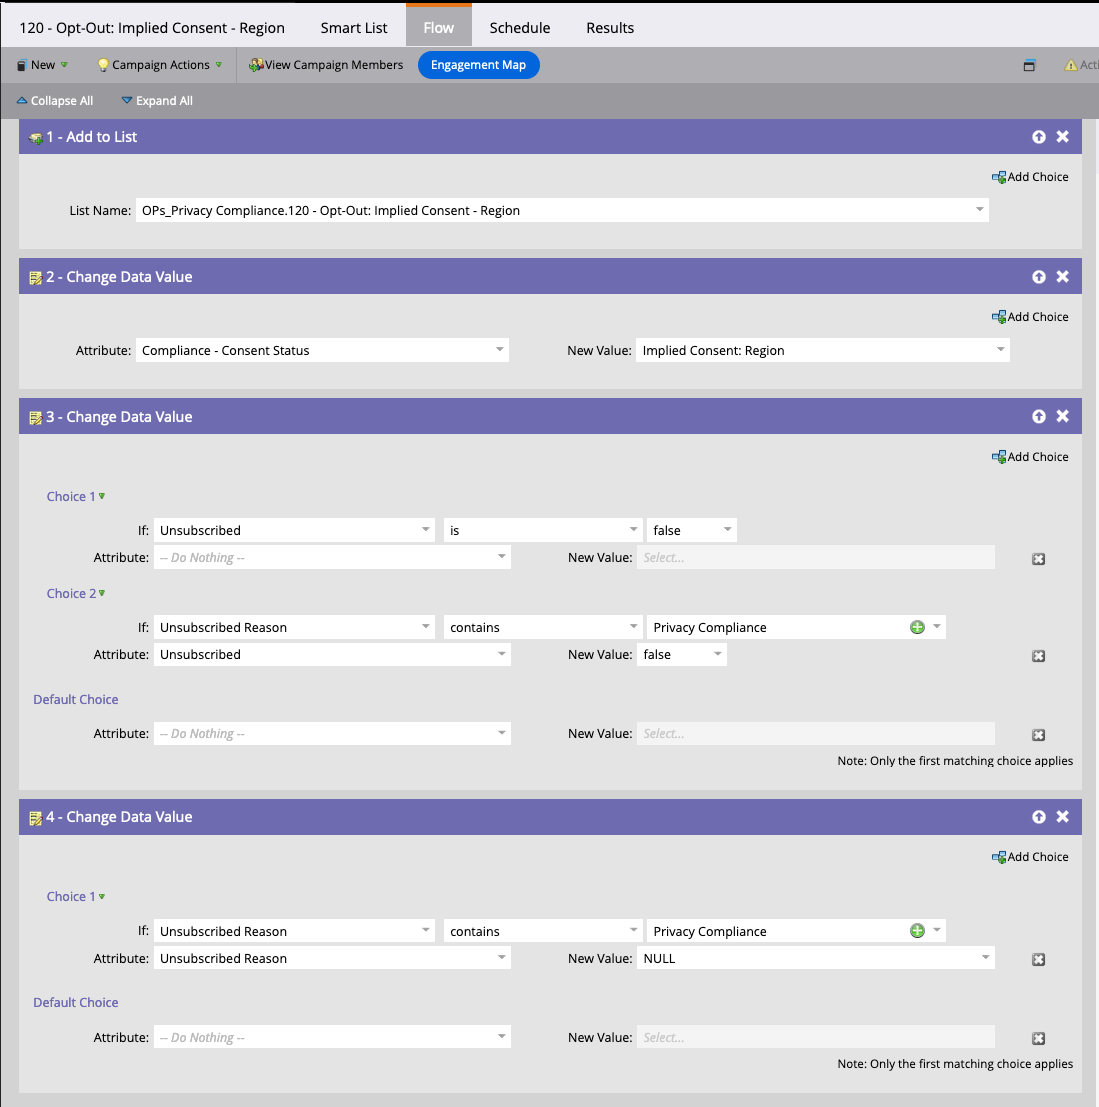 120 - Opt-Out: Implied Consent - Region Smart List Flow Schedule Results
New Campaign Actions View Campaign Members Engagement Map Acti
Collapse All Expand All
1 - Add to List
Add Choice
List Name: OPs_Privacy Compliance.120 - Opt-Out: Implied Consent - Region
2 - Change Data Value
Add Choice
Attribute: Compliance - Consent Status New Value: Implied Consent: Region
3 - Change Data Value
Add Choice
Choice 1
If: Unsubscribed is false
Attribute: -- Do Nothing -- New Value: Select...
Choice 2
If: Unsubscribed Reason contains Privacy Compliance
Attribute: Unsubscribed New Value: false
Default Choice
Attribute: -- Do Nothing -- New Value: Select...
Note: Only the first matching choice applies
4 - Change Data Value
Add Choice
Choice 1
If: Unsubscribed Reason contains Privacy Compliance
Attribute: Unsubscribed Reason New Value: NULL
Default Choice
Attribute: -- Do Nothing -- New Value: Select...
Note: Only the first matching choice applies